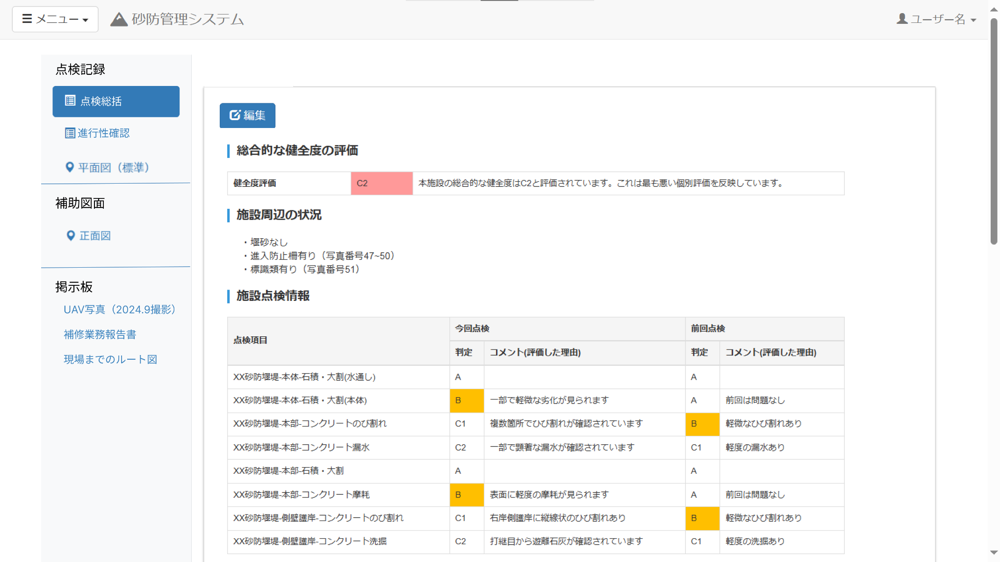 メニュー
砂防管理システム
ユーザー名
点検記録
点検総括
進行性確認
平面図（標準）
補助図面
正面図
掲示板
UAV写真（2024.9撮影）
補修業務報告書
現場までのルート図
編集
総合的な健全度の評価
健全度評価 C2 本施設の総合的な健全度はC2と評価されています。これは最も悪い個別評価を反映しています。
施設周辺の状況
・堰砂なし
・進入防止柵有り（写真番号47~50）
・標識類有り（写真番号51）
施設点検情報
点検項目 今回点検 前回点検
判定 コメント(評価した理由) 判定 コメント(評価した理由)
XX砂防堰堤-本体-石積・大割(水通し) A A
XX砂防堰堤-本体-石積・大割(本体) B 一部で軽微な劣化が見られます A 前回は問題なし
XX砂防堰堤-本部-コンクリートのび割れ C1 複数箇所でひび割れが確認されています B 軽微なひび割れあり
XX砂防堰堤-本部-コンクリート漏水 C2 一部で顕著な漏水が確認されています C1 軽度の漏水あり
XX砂防堰堤-本部-石積・大割 A A
XX砂防堰堤-本部-コンクリート摩耗 B 表面に軽度の摩耗が見られます A 前回は問題なし
XX砂防堰堤-側壁護岸-コンクリートのび割れ C1 右岸側護岸に縦線状のひび割れあり B 軽微なひび割れあり
XX砂防堰堤-側壁護岸-コンクリート洗掘 C2 打継目から遊離石灰が確認されています C1 軽度の洗掘あり